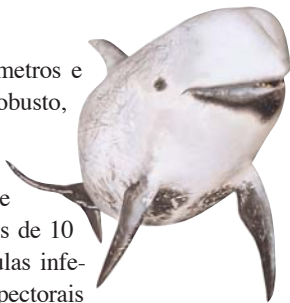 metros e
obusto,
e
s de 10
ulas infe-
pectorais